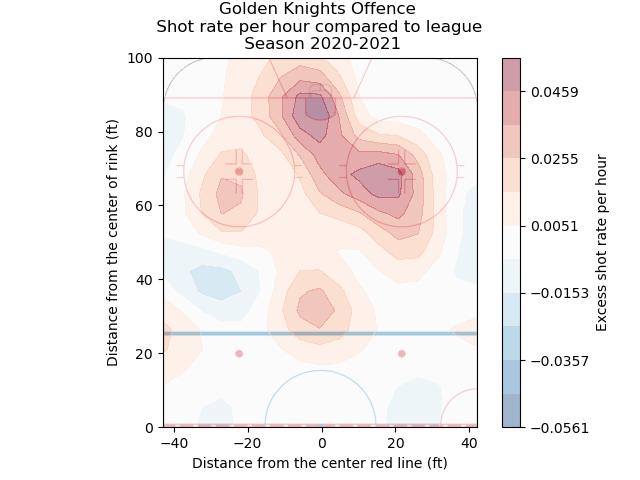 Golden Knights Offence
Shot rate per hour compared to league
Season 2020-2021
100
80
60
40
20
0
−40
−20
0
20
40
Distance from the center of rink (ft)
Distance from the center red line (ft)
0.0459
0.0255
0.0051
−0.0153
−0.0357
−0.0561
Excess shot rate per hour